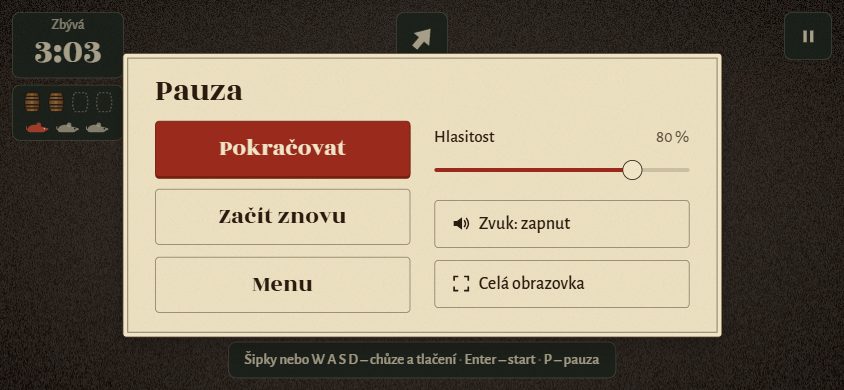 Zbývá
3:03
Pauza
Pokračovat
Začít znovu
Menu
Hlasitost
80 %
Zvuk: zapnut
Celá obrazovka
Šipky nebo W A S D – chůze a tlačení · Enter – start · P – pauza